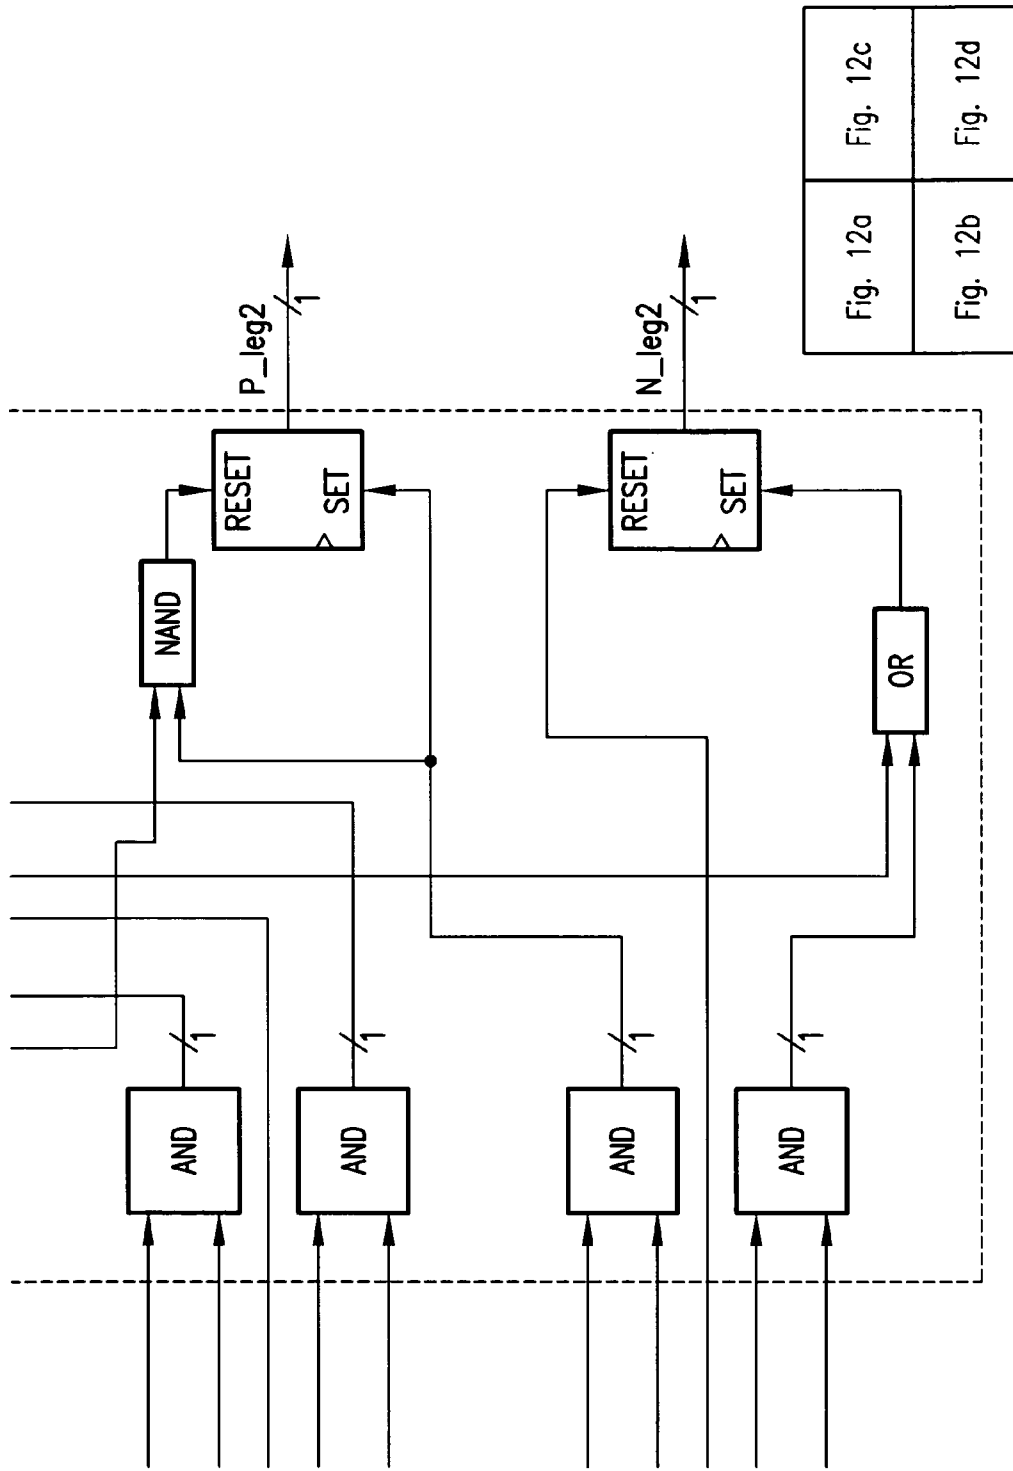 AND
AND
AND
AND
1
1
1
1
NAND
OR
RESET
SET
RESET
SET
P_leg2
1
N_leg2
1
Fig. 12a
Fig. 12c
Fig. 12b
Fig. 12d